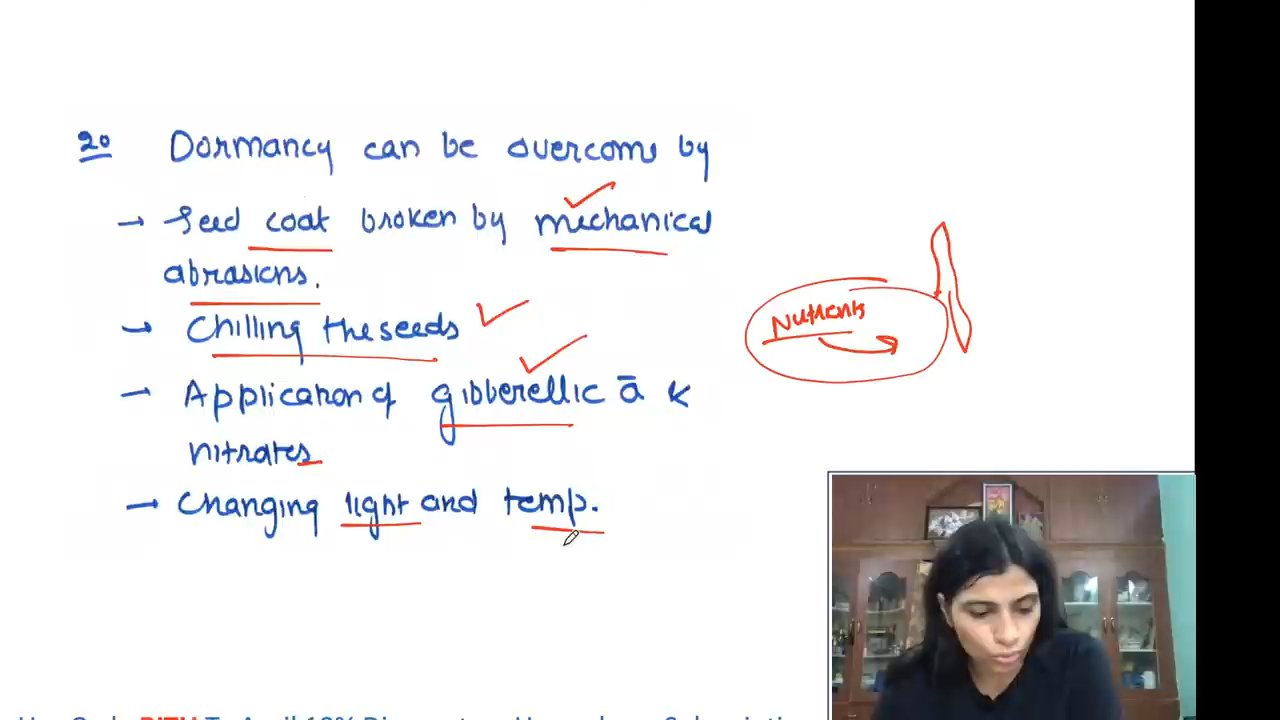 20 Dormancy can be overcome by
→ Seed coat broken by mechanical
abrasions.
→ Chilling the seeds
→ Application of gibberellic ā &
nitrates
→ Changing light and temp.
Nutrients